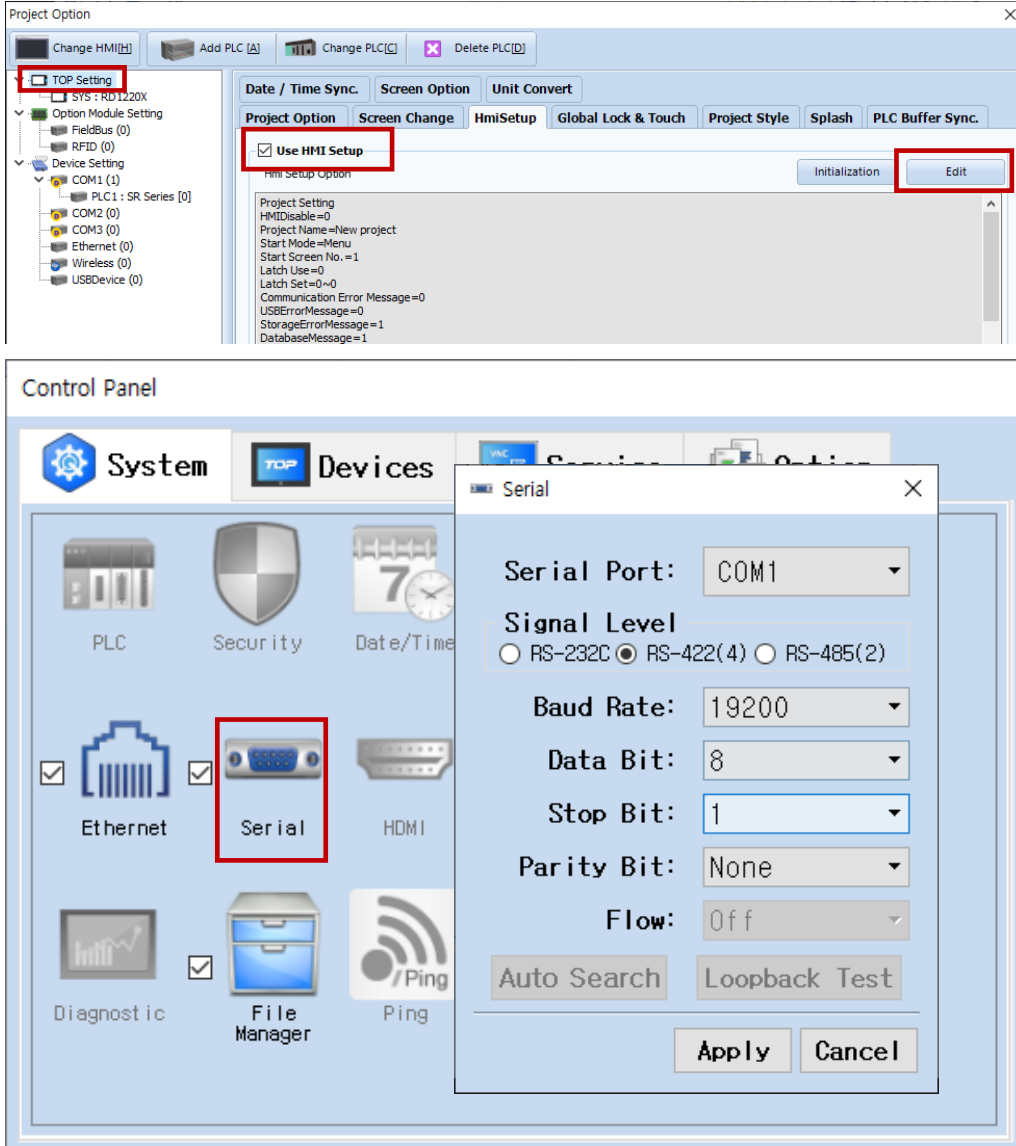 Project Option
Change HMI[H]
Add PLC [A]
Change PLC[C]
Delete PLC[D]
TOP Setting
SYS : RD1220X
Option Module Setting
FieldBus (0)
RFID (0)
Device Setting
COM1 (1)
PLC1 : SR Series [0]
COM2 (0)
COM3 (0)
Ethernet (0)
Wireless (0)
USBDevice (0)
Date / Time Sync.
Screen Option
Unit Convert
Project Option
Screen Change
HmiSetup
Global Lock & Touch
Project Style
Splash
PLC Buffer Sync.
Use HMI Setup
Hmi Setup Option
Initialization
Edit
Project Setting
HMIDisable=0
Project Name=New project
Start Mode=Menu
Start Screen No.=1
Latch Use=0
Latch Set=0~0
Communication Error Message=0
USBErrorMessage=0
StorageErrorMessage=1
DatabaseMessage=1
Control Panel
System
TOP
Devices
VNC
PLC
Security
7
Date/Time
Ethernet
Serial
HDMI
Diagnostic
File
Manager
/Ping
Ping
Serial
Serial Port:
COM1
Signal Level
RS-232C
RS-422(4)
RS-485(2)
Baud Rate:
19200
Data Bit:
8
Stop Bit:
1
Parity Bit:
None
Flow:
Off
Auto Search
Loopback Test
Apply
Cancel